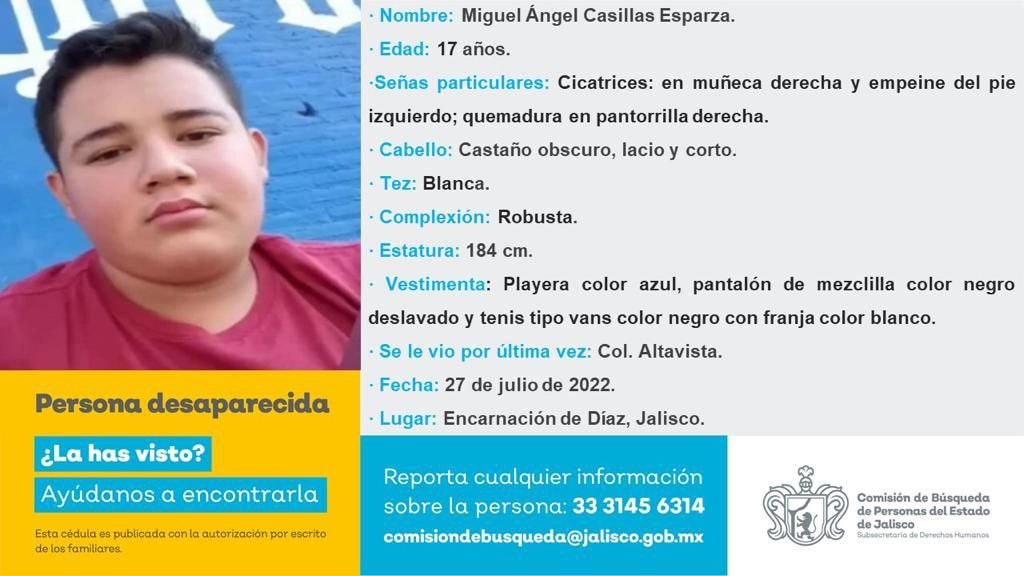 · Nombre: Miguel Ángel Casillas Esparza.
· Edad: 17 años.
·Señas particulares: Cicatrices: en muñeca derecha y empeine del pie
izquierdo; quemadura en pantorrilla derecha.
· Cabello: Castaño obscuro, lacio y corto.
· Tez: Blanca.
· Complexión: Robusta.
· Estatura: 184 cm.
· Vestimenta: Playera color azul, pantalón de mezclilla color negro
deslavado y tenis tipo vans color negro con franja color blanco.
· Se le vio por última vez: Col. Altavista.
· Fecha: 27 de julio de 2022.
· Lugar: Encarnación de Díaz, Jalisco.
Persona desaparecida
¿La has visto?
Ayúdanos a encontrarla
Esta cédula es publicada con la autorización por escrito
de los familiares.
Reporta cualquier información
sobre la persona: 33 3145 6314
comisiondebusqueda@jalisco.gob.mx
Comisión de Búsqueda
de Personas del Estado
de Jalisco
Subsecretaría de Derechos Humanos